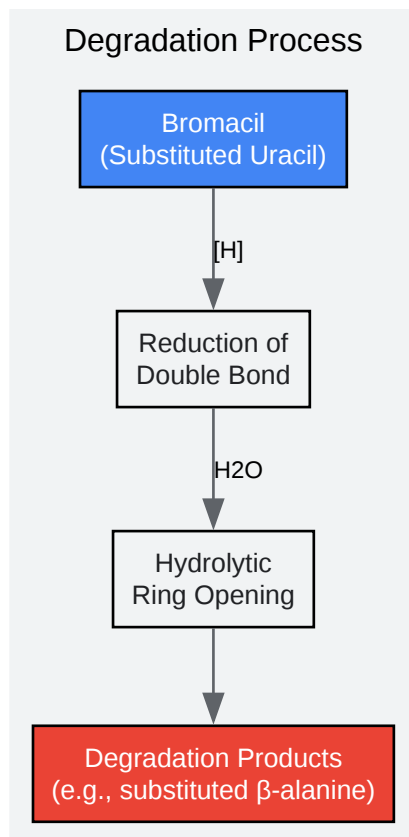 Degradation Process
Bromacil
(Substituted Uracil)
[H]
Reduction of
Double Bond
H2O
Hydrolytic
Ring Opening
Degradation Products
(e.g., substituted β-alanine)